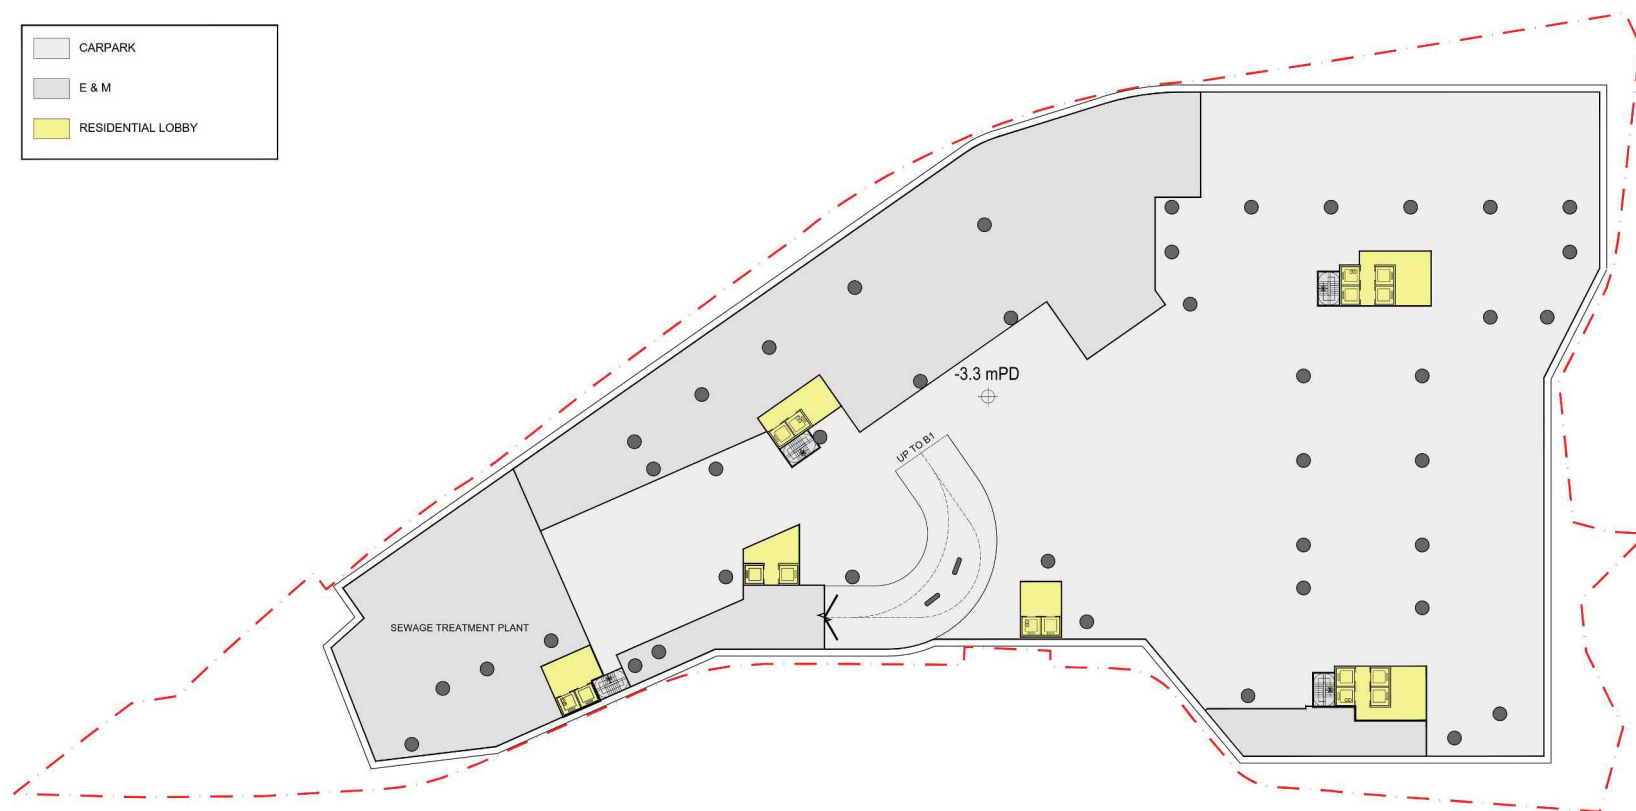 CARPARK
E & M
RESIDENTIAL LOBBY
-3.3 mPD
UP TO B1
SEWAGE TREATMENT PLANT